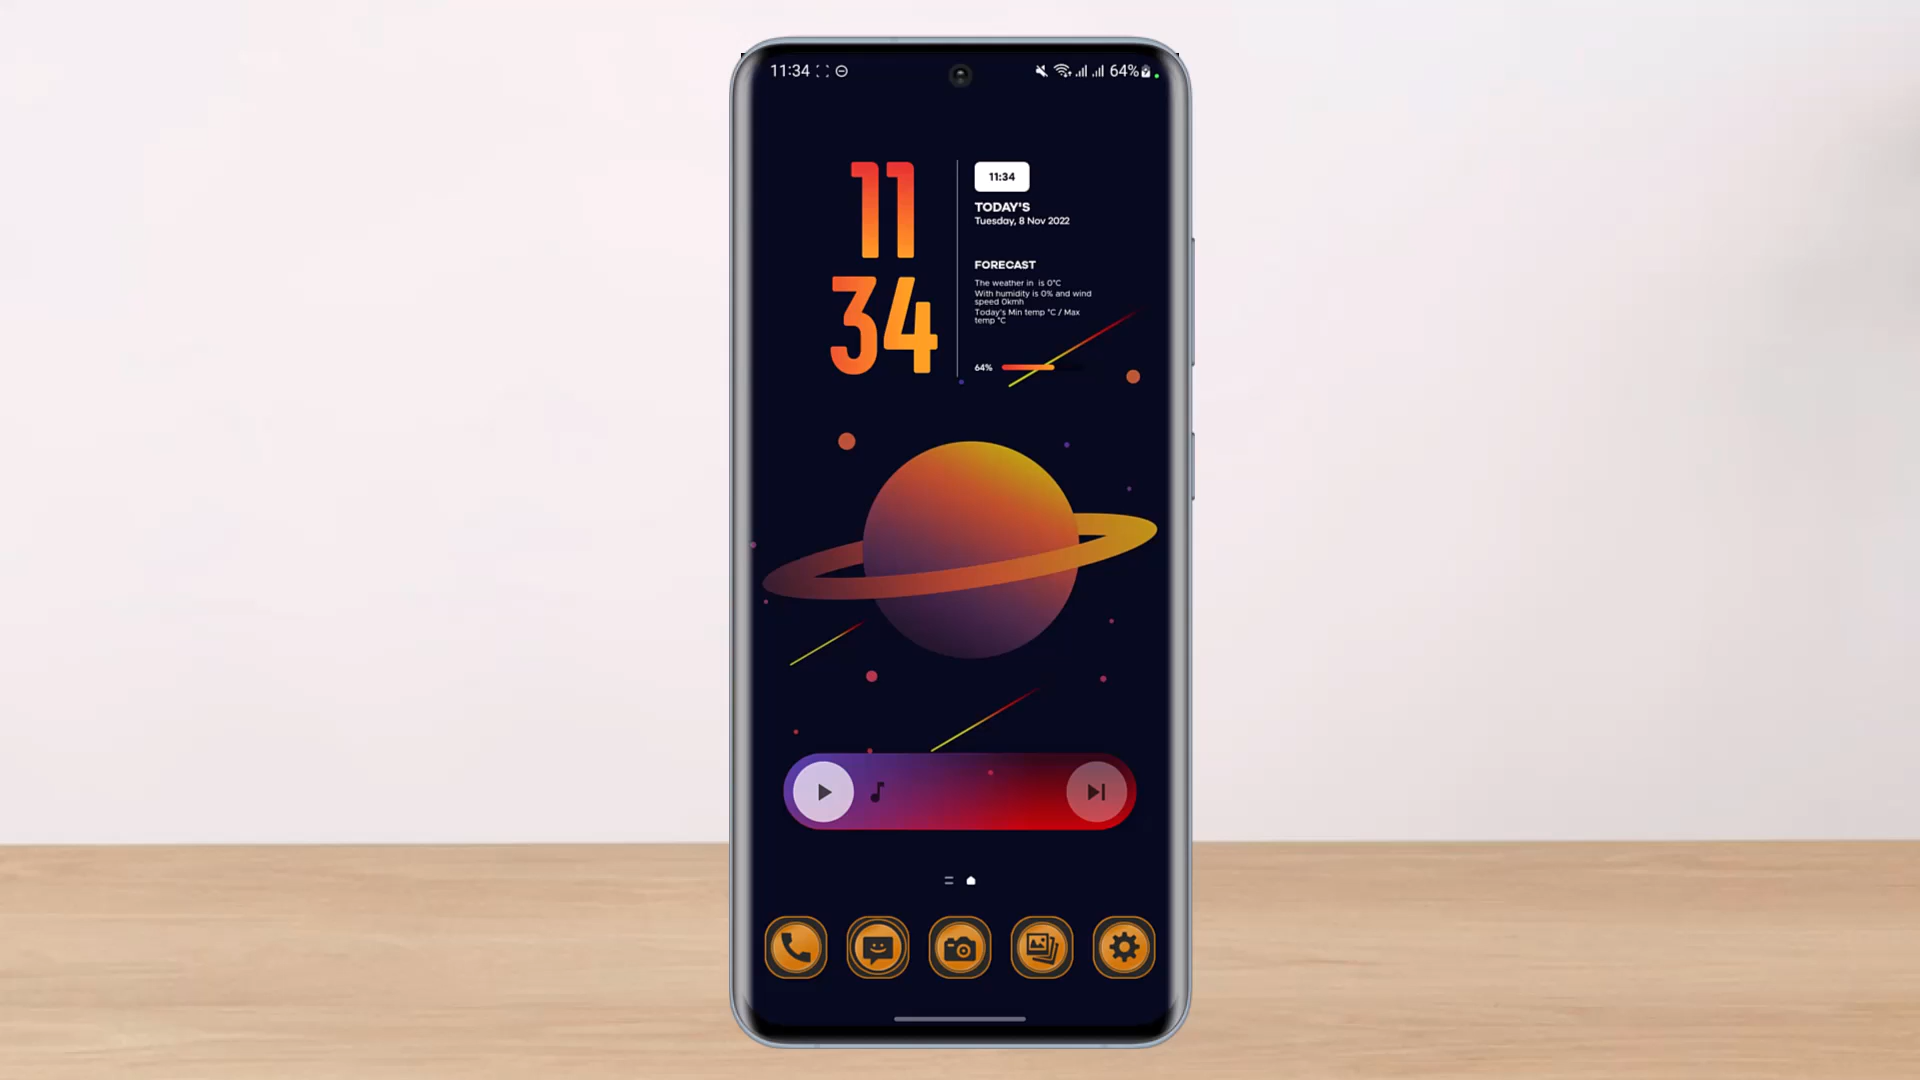 11:34
64%
11
34
11:34
TODAY'S
Tuesday, 8 Nov 2022
FORECAST
The weather in  is 0°C
With humidity is 0% and wind
speed 0kmh
Today's Min temp °C / Max
temp °C
64%